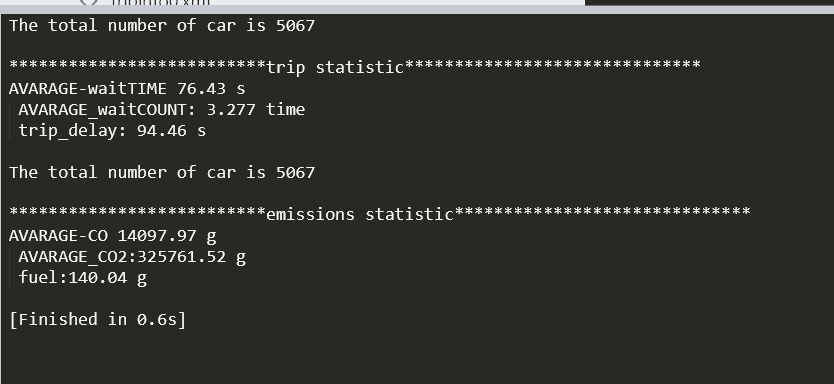 tripinfo0.xml
The total number of car is 5067
**************************trip statistic******************************
AVARAGE-waitTIME 76.43 s
AVARAGE_waitCOUNT: 3.277 time
trip_delay: 94.46 s
The total number of car is 5067
**************************emissions statistic******************************
AVARAGE-CO 14097.97 g
AVARAGE_CO2:325761.52 g
fuel:140.04 g
[Finished in 0.6s]